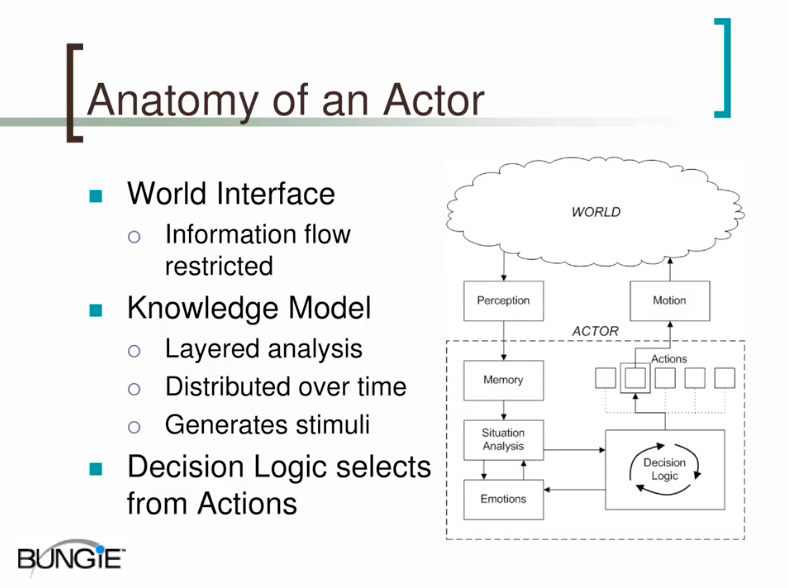 Anatomy of an Actor
World Interface
Information flow
restricted
Knowledge Model
Layered analysis
Distributed over time
Generates stimuli
Decision Logic selects
from Actions
WORLD
Perception
Motion
ACTOR
Actions
Memory
Situation
Analysis
Decision
Logic
Emotions
BUNGiE™